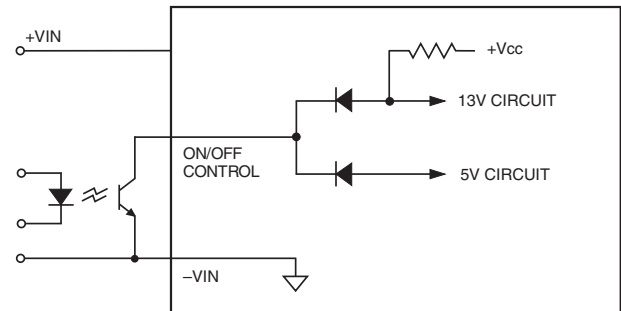 +VIN
+Vcc
13V CIRCUIT
ON/OFF
CONTROL
5V CIRCUIT
–VIN